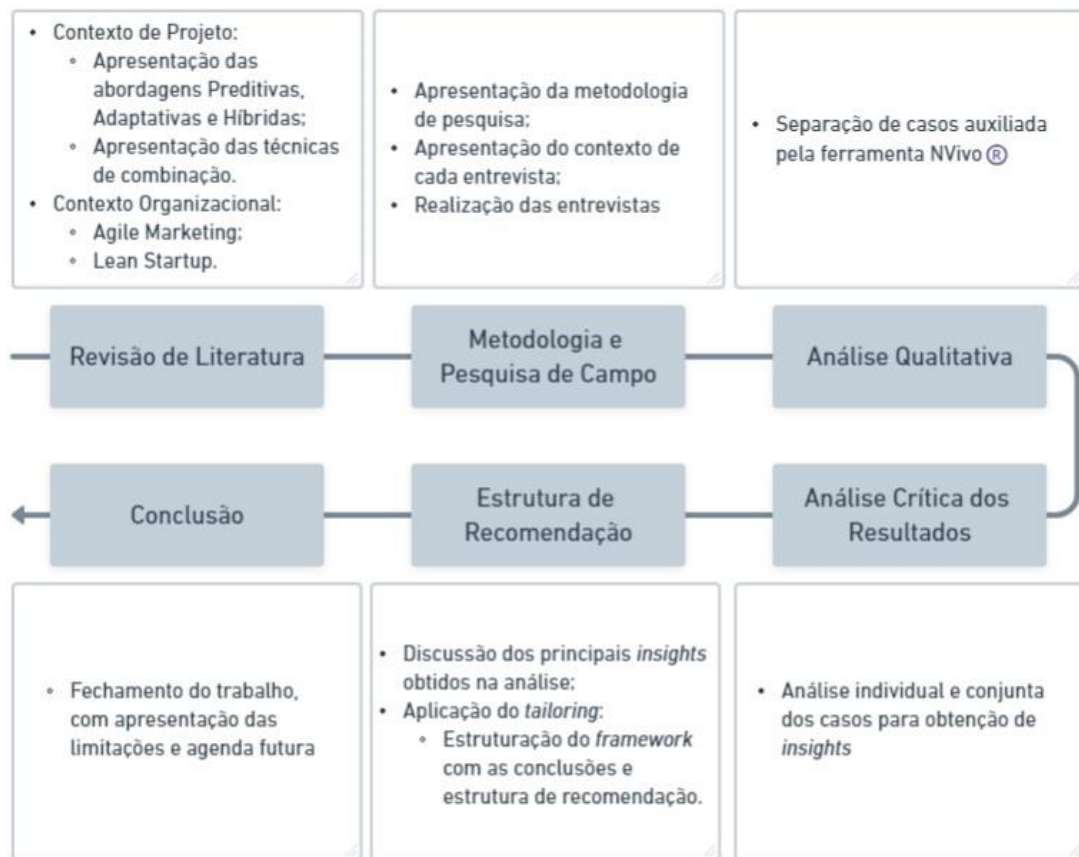 • Contexto de Projeto:
◦ Apresentação das
abordagens Preditivas,
Adaptativas e Híbridas;
◦ Apresentação das técnicas
de combinação.
• Contexto Organizacional:
◦ Agile Marketing;
◦ Lean Startup.
• Apresentação da metodologia
de pesquisa;
• Apresentação do contexto de
cada entrevista;
• Realização das entrevistas
• Separação de casos auxiliada
pela ferramenta NVivo ®
Revisão de Literatura
Metodologia e
Pesquisa de Campo
Análise Qualitativa
Conclusão
Estrutura de
Recomendação
Análise Crítica dos
Resultados
◦ Fechamento do trabalho,
com apresentação das
limitações e agenda futura
• Discussão dos principais insights
obtidos na análise;
• Aplicação do tailoring:
◦ Estruturação do framework
com as conclusões e
estrutura de recomendação.
• Análise individual e conjunta
dos casos para obtenção de
insights